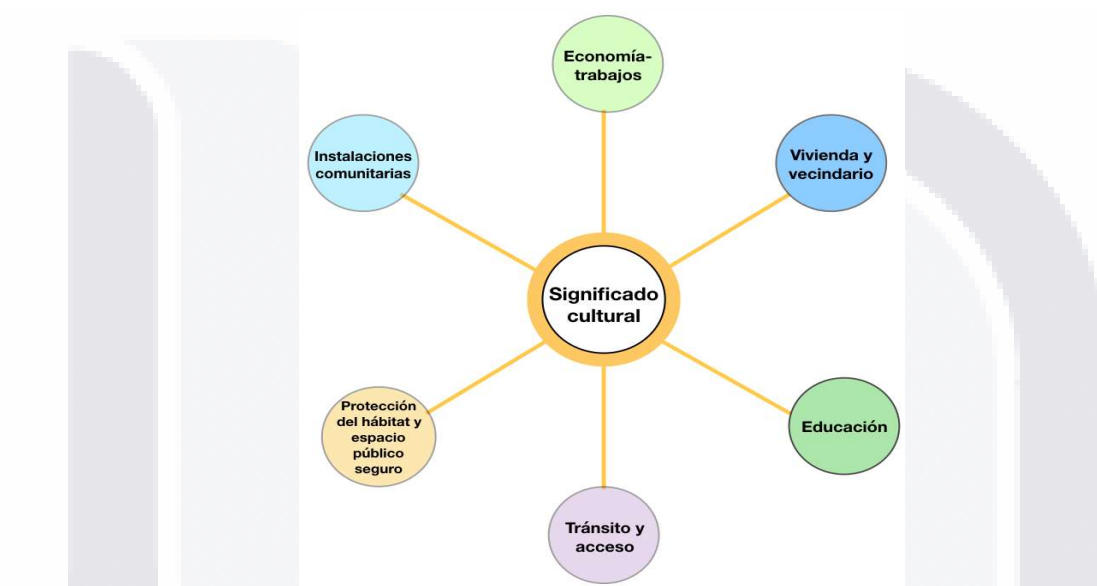 Economía-
trabajos
Instalaciones
comunitarias
Vivienda y
vecindario
Significado
cultural
Protección
del hábitat y
espacio
público
seguro
Educación
Tránsito y
acceso